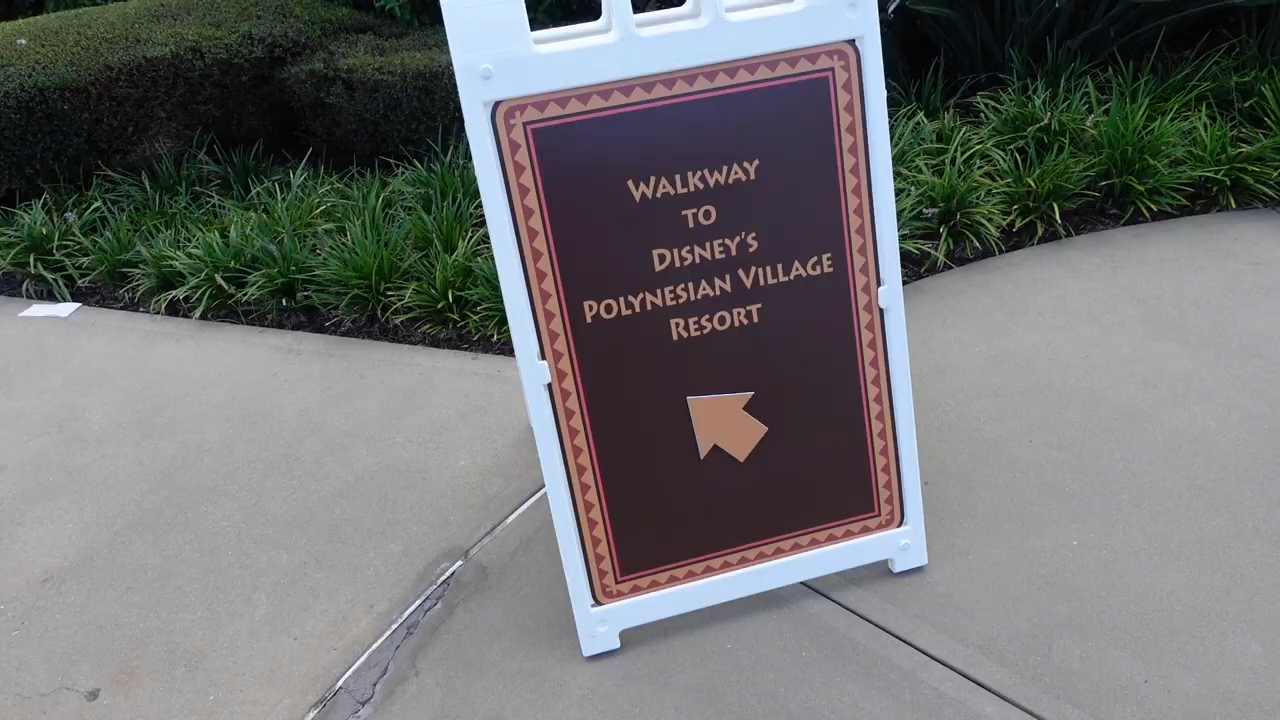 WALKWAY
TO
DISNEY'S
POLYNESIAN VILLAGE
RESORT